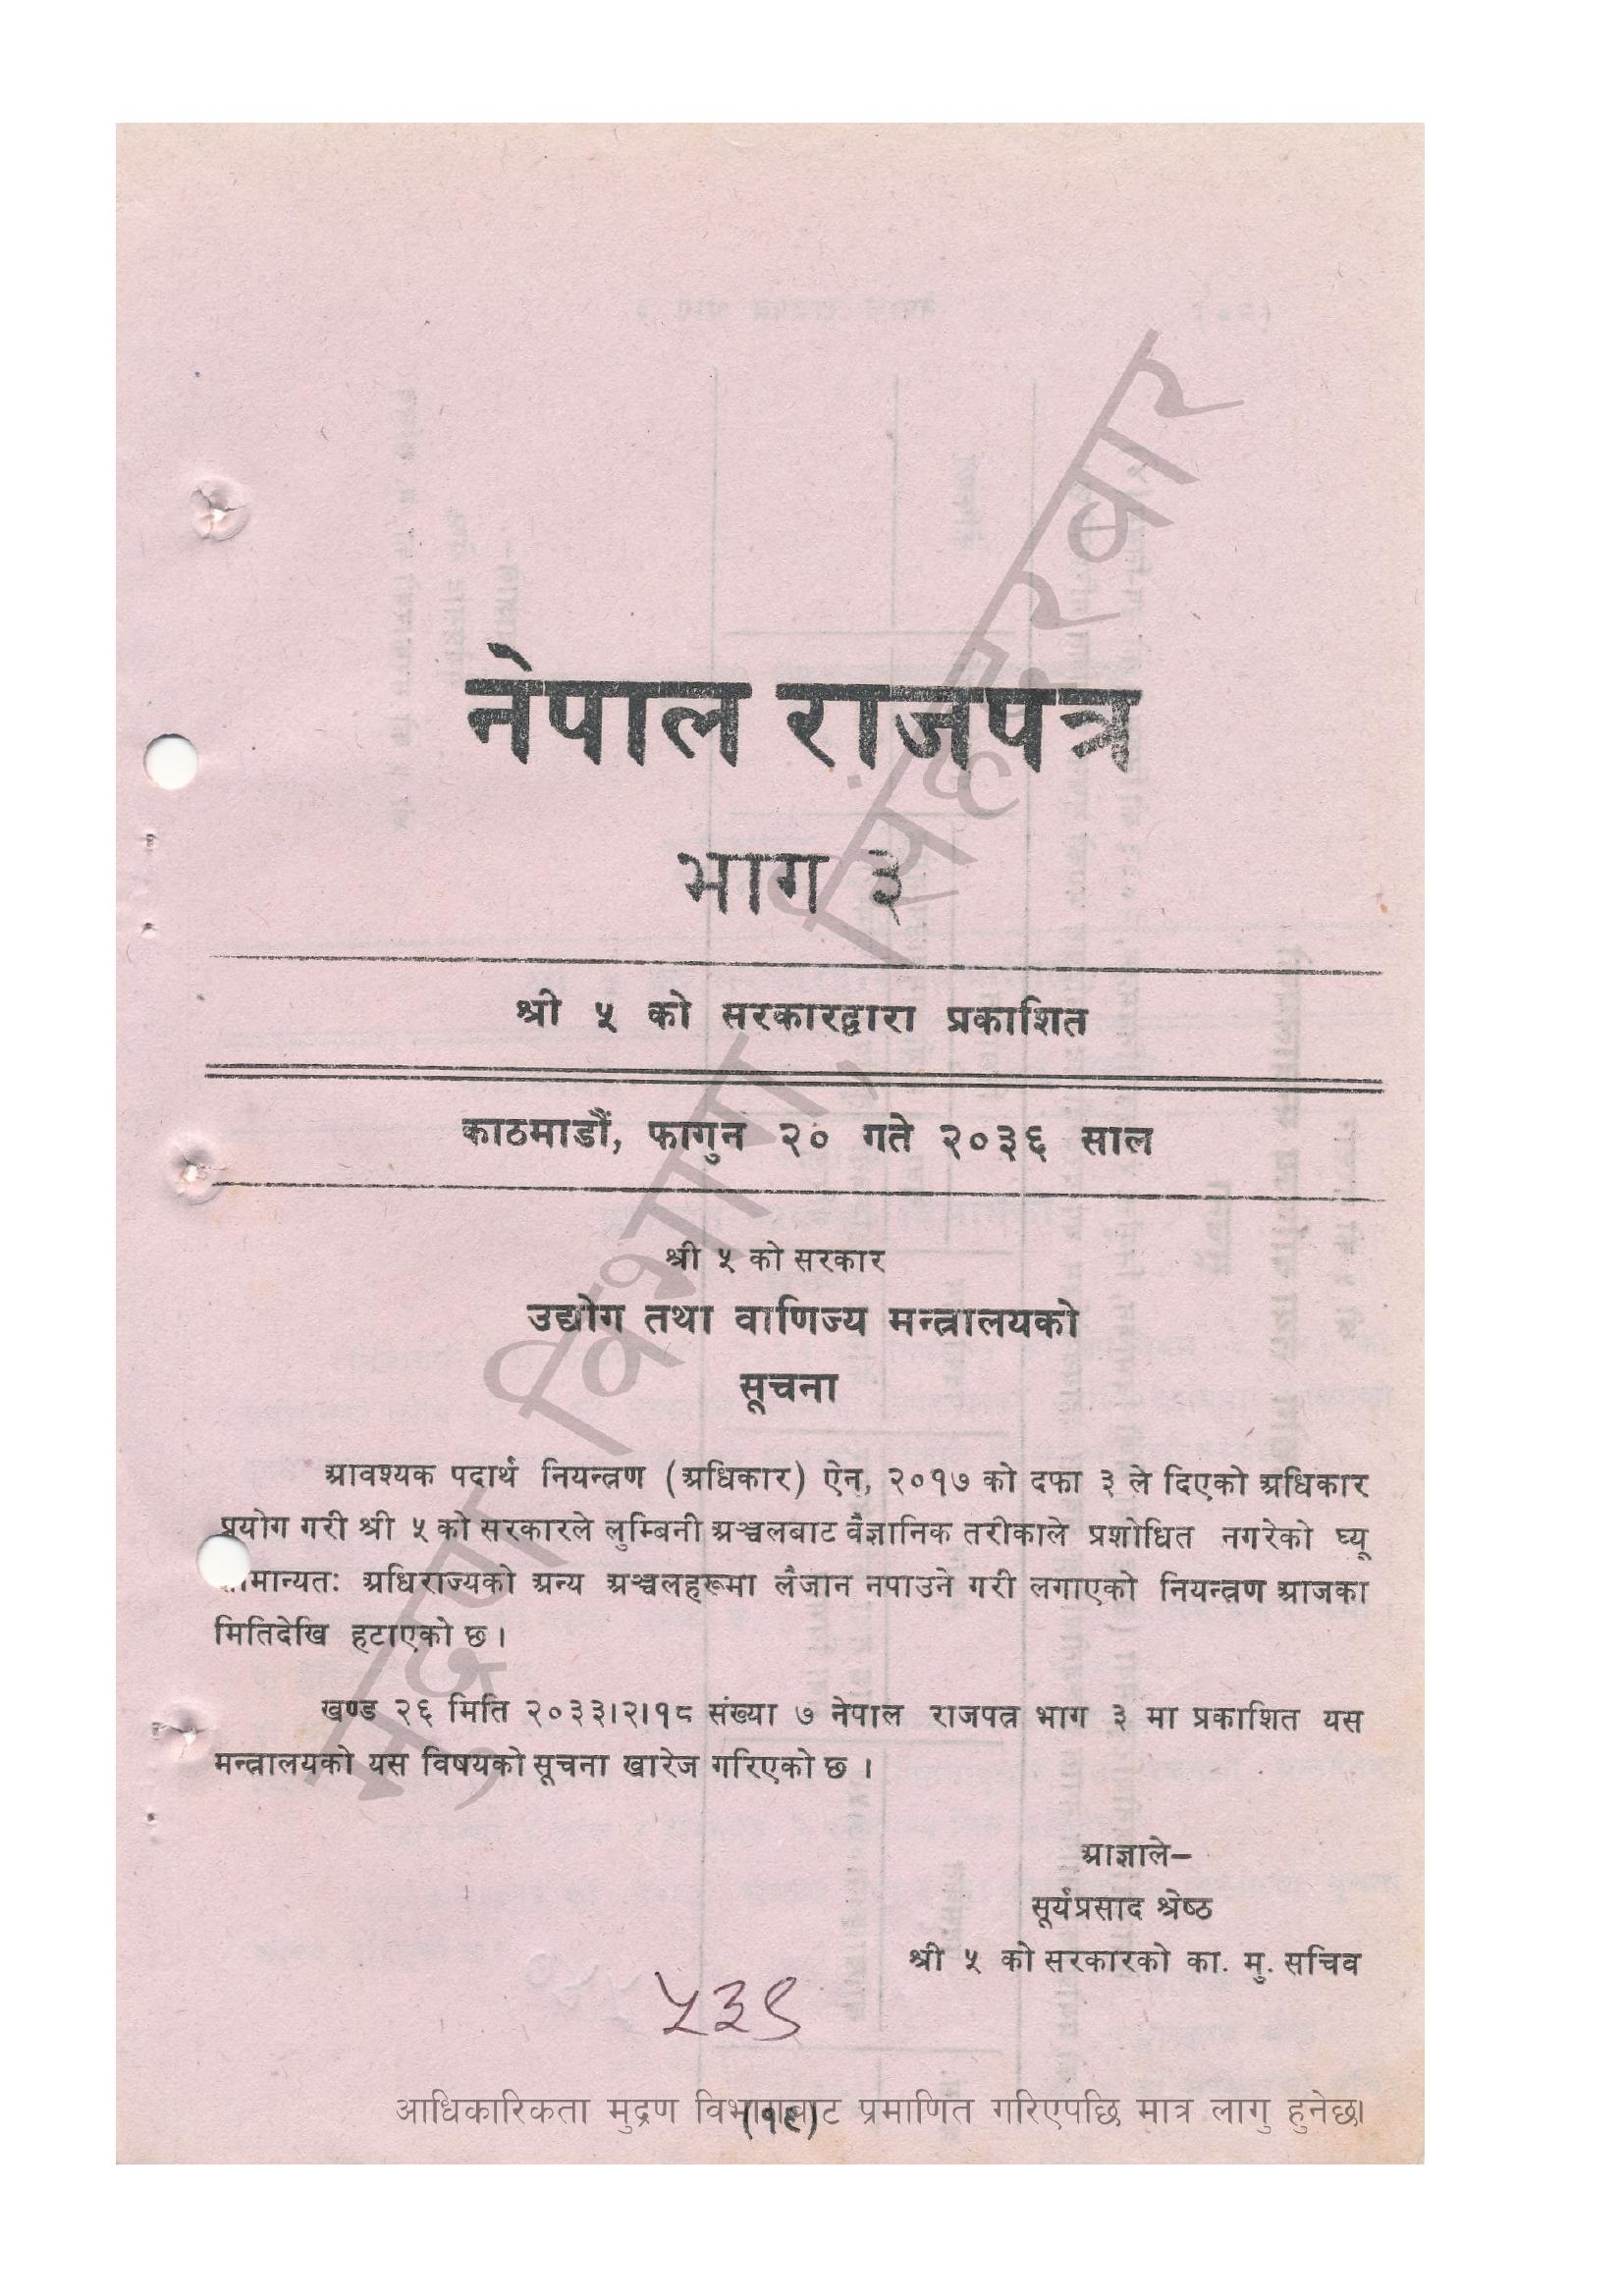 नेपाल राजपत्र
भाग ३
श्री ५ को सरकारद्वारा प्रकाशित
काठमाडौं, फागुन २० गते २०३६ साल
श्री ५ को सरकार
उद्योग तथा वाणिज्य मन्त्रालयको
सूचना
आवश्यक पदार्थ नियन्त्रण (अधिकार) ऐन, २०१७ को दफा ३ ले दिएको अधिकार
प्रयोग गरी श्री ५ को सरकारले लुम्बिनी अञ्चलबाट वैज्ञानिक तरीकाले प्रशोधित नगरेको घ्यू
सामान्यतः अधिराज्यको अन्य अञ्चलहरूमा लैजान नपाउने गरी लगाएको नियन्त्रण आजका
मितिदेखि हटाएको छ।
खण्ड २६ मिति २०३३।२।१८ संख्या ७ नेपाल राजपत्र भाग ३ मा प्रकाशित यस
मन्त्रालयको यस विषयको सूचना खारेज गरिएको छ ।
आज्ञाले–
सूर्यप्रसाद श्रेष्ठ
श्री ५ को सरकारको का. मु. सचिव
५३९
आधिकारिकता मुद्रण विभागबाट प्रमाणित गरिएपछि मात्र लागु हुनेछ।
(१९)
मुद्रण विभाग, सिंहदरबार